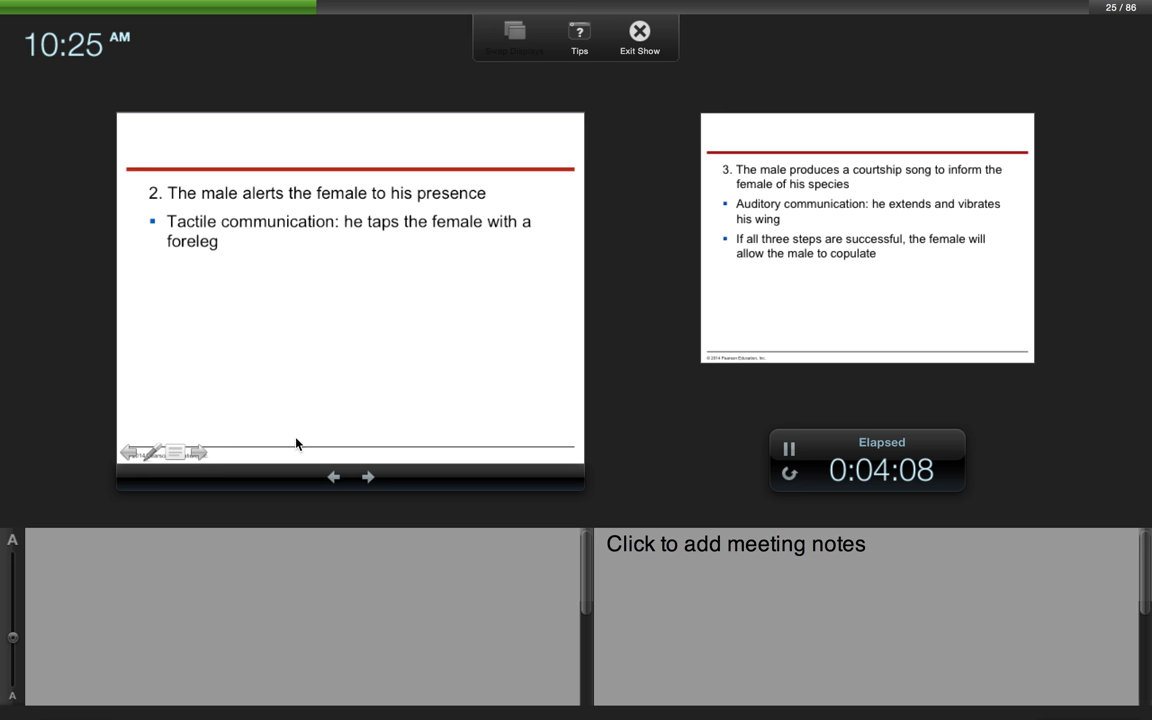 25 / 86
10:25 AM
Swap Displays
Tips
Exit Show
2. The male alerts the female to his presence
▪ Tactile communication: he taps the female with a
foreleg
3. The male produces a courtship song to inform the
female of his species
▪ Auditory communication: he extends and vibrates
his wing
▪ If all three steps are successful, the female will
allow the male to copulate
© 2014 Pearson Education, Inc.
Elapsed
0:04:08
A
A
Click to add meeting notes